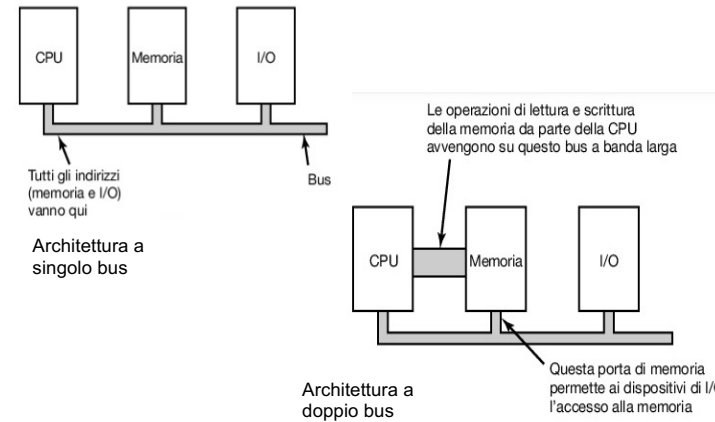 CPU
Memoria
I/O
Tutti gli indirizzi
(memoria e I/O)
vanno qui
Bus
Architettura a
singolo bus
Le operazioni di lettura e scrittura
della memoria da parte della CPU
avvengono su questo bus a banda larga
CPU
Memoria
I/O
Questa porta di memoria
permette ai dispositivi di I/
l'accesso alla memoria
Architettura a
doppio bus